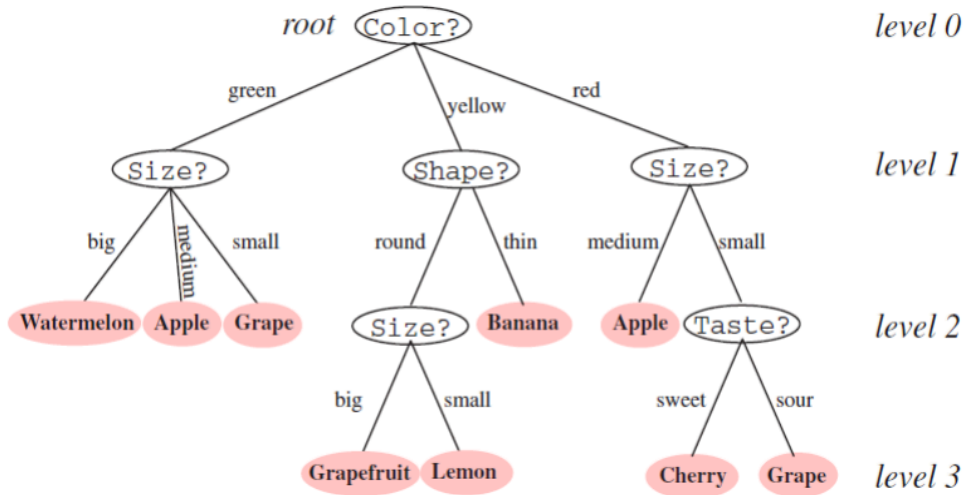 root Color? level 0
green yellow red
Size? Shape? Size? level 1
big medium small round thin medium small
Watermelon Apple Grape Size? Banana Apple Taste? level 2
big small sweet sour
Grapefruit Lemon Cherry Grape level 3